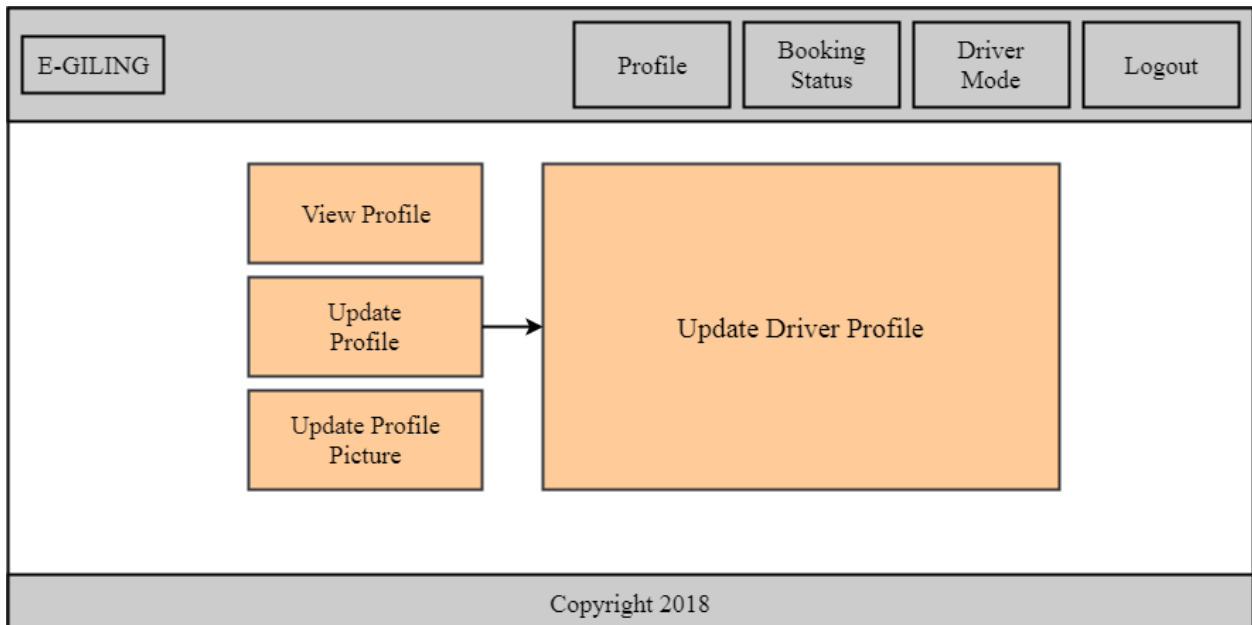 E-GILING
Profile
Booking
Status
Driver
Mode
Logout
View Profile
Update
Profile
Update Driver Profile
Update Profile
Picture
Copyright 2018